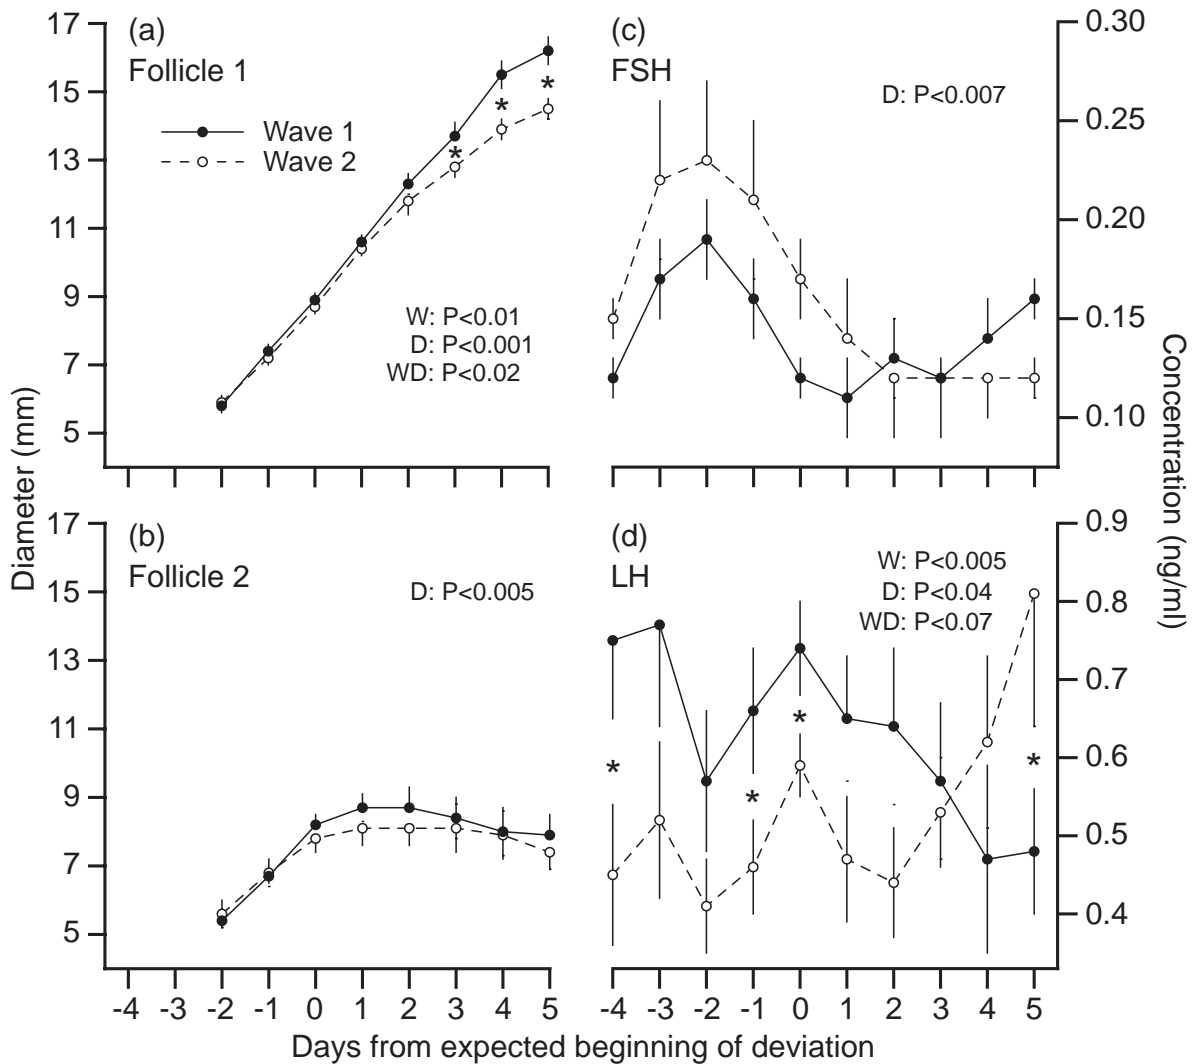 (a)
Follicle 1
Wave 1
Wave 2
W: P<0.01
D: P<0.001
WD: P<0.02
17
15
13
11
9
7
5
(c)
FSH
D: P<0.007
0.30
0.25
0.20
0.15
0.10
*
*
*
Diameter (mm)
Concentration (ng/ml)
(b)
Follicle 2
D: P<0.005
17
15
13
11
9
7
5
-4 -3 -2 -1 0 1 2 3 4 5
(d)
LH
W: P<0.005
D: P<0.04
WD: P<0.07
*
*
*
*
0.9
0.8
0.7
0.6
0.5
0.4
-4 -3 -2 -1 0 1 2 3 4 5
Days from expected beginning of deviation